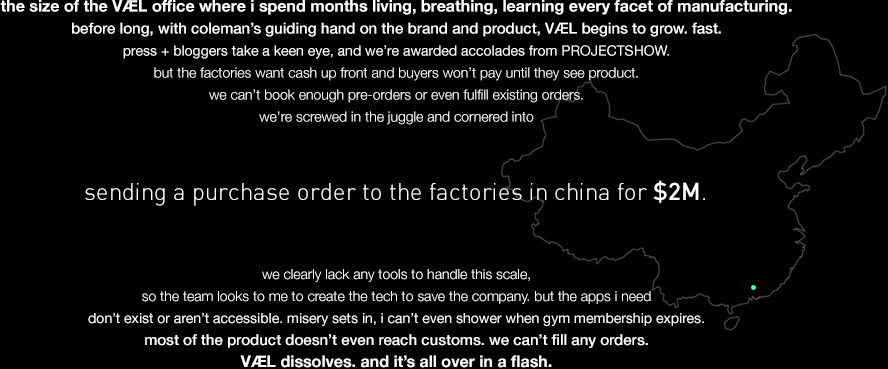 the size of the VÆL office where i spend months living, breathing, learning every facet of manufacturing.
before long, with coleman's guiding hand on the brand and product, VÆL begins to grow. fast.
press + bloggers take a keen eye, and we're awarded accolades from PROJECTSHOW.
but the factories want cash up front and buyers won't pay until they see product.
we can't book enough pre-orders or even fulfill existing orders.
we're screwed in the juggle and cornered into
sending a purchase order to the factories in china for $2M.
we clearly lack any tools to handle this scale,
so the team looks to me to create the tech to save the company. but the apps i need
don't exist or aren't accessible. misery sets in, i can't even shower when gym membership expires.
most of the product doesn't even reach customs. we can't fill any orders.
VÆL dissolves. and it's all over in a flash.